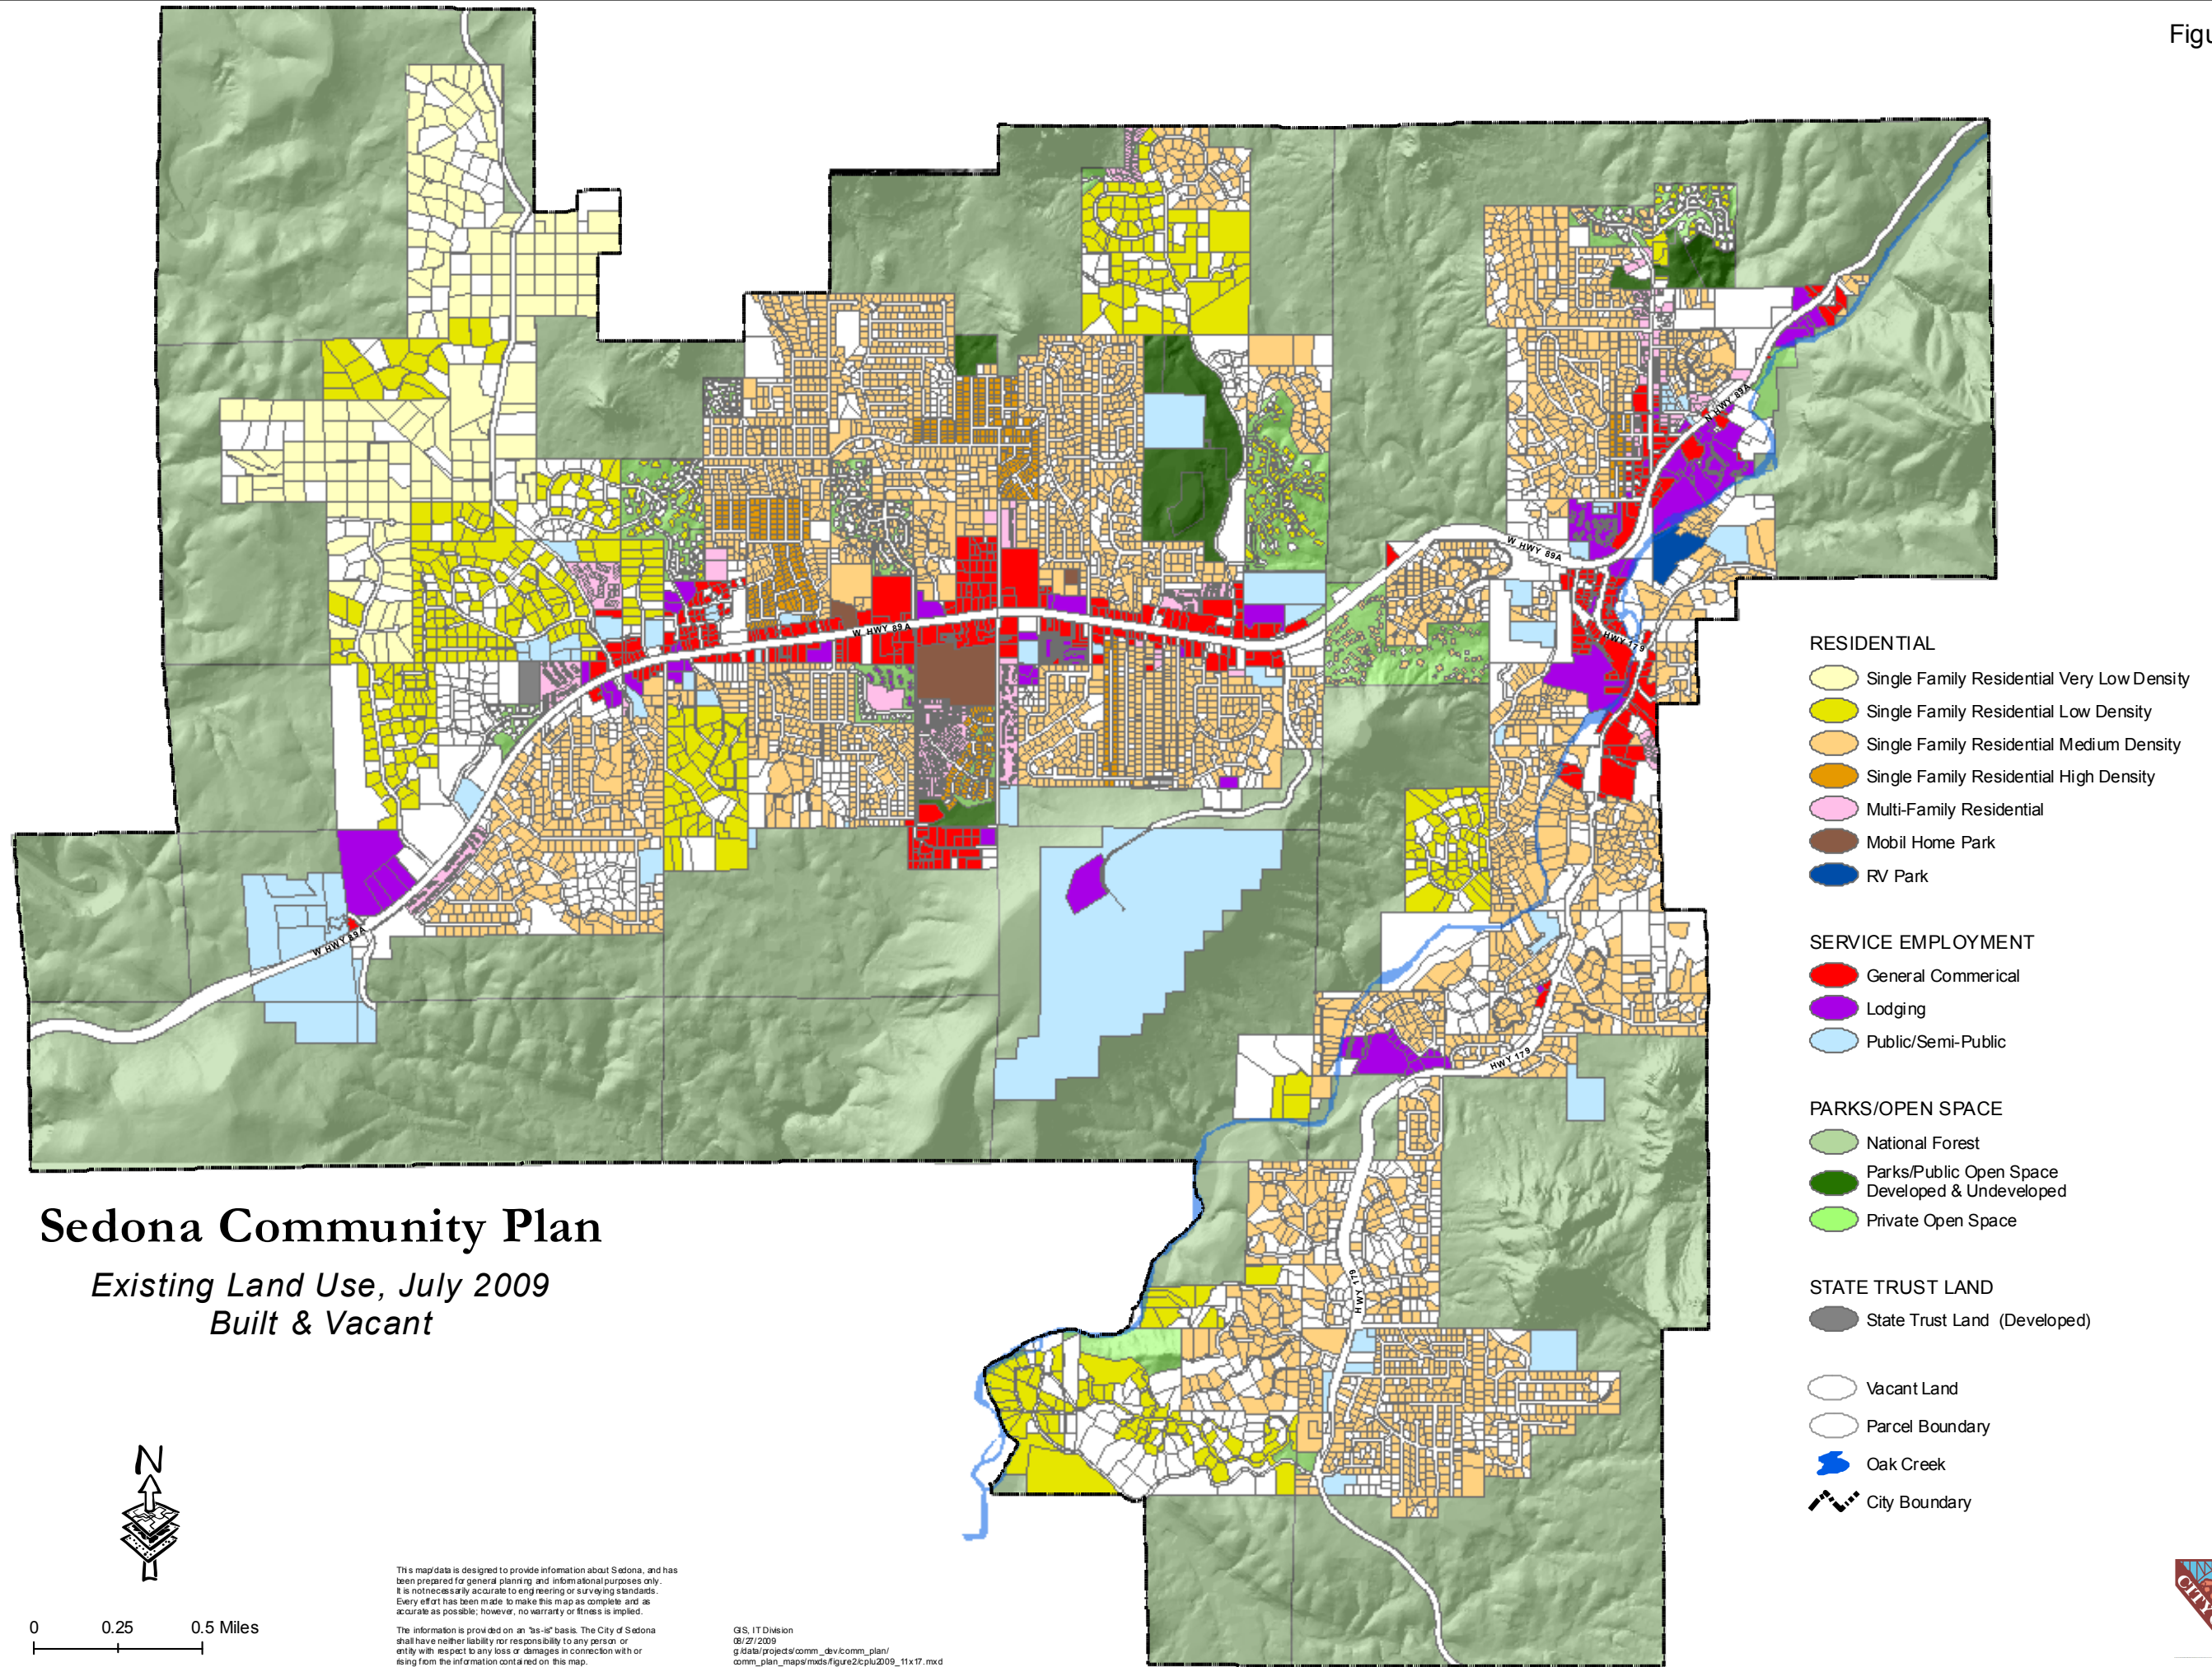 Figu
W HWY 89A
N HWY 89A
W HWY 89A
HWY 179
W HWY 89A
HWY 179
HWY 179
RESIDENTIAL
Single Family Residential Very Low Density
Single Family Residential Low Density
Single Family Residential Medium Density
Single Family Residential High Density
Multi-Family Residential
Mobil Home Park
RV Park
SERVICE EMPLOYMENT
General Commerical
Lodging
Public/Semi-Public
PARKS/OPEN SPACE
National Forest
Parks/Public Open Space
Developed & Undeveloped
Private Open Space
STATE TRUST LAND
State Trust Land (Developed)
Vacant Land
Parcel Boundary
Oak Creek
City Boundary
Sedona Community Plan
Existing Land Use, July 2009
Built & Vacant
N
0 0.25 0.5 Miles
This map/data is designed to provide information about Sedona, and has
been prepared for general planning and informational purposes only.
It is not necessarily accurate to engineering or surveying standards.
Every effort has been made to make this map as complete and as
accurate as possible; however, no warranty or fitness is implied.
The information is provided on an "as-is" basis. The City of Sedona
shall have neither liability nor responsibility to any person or
entity with respect to any loss or damages in connection with or
rising from the information contained on this map.
GIS, IT Division
08/27/2009
g:/data/projects/comm_dev/comm_plan/
comm_plan_maps/mxds/figure2/cplu2009_11x17.mxd